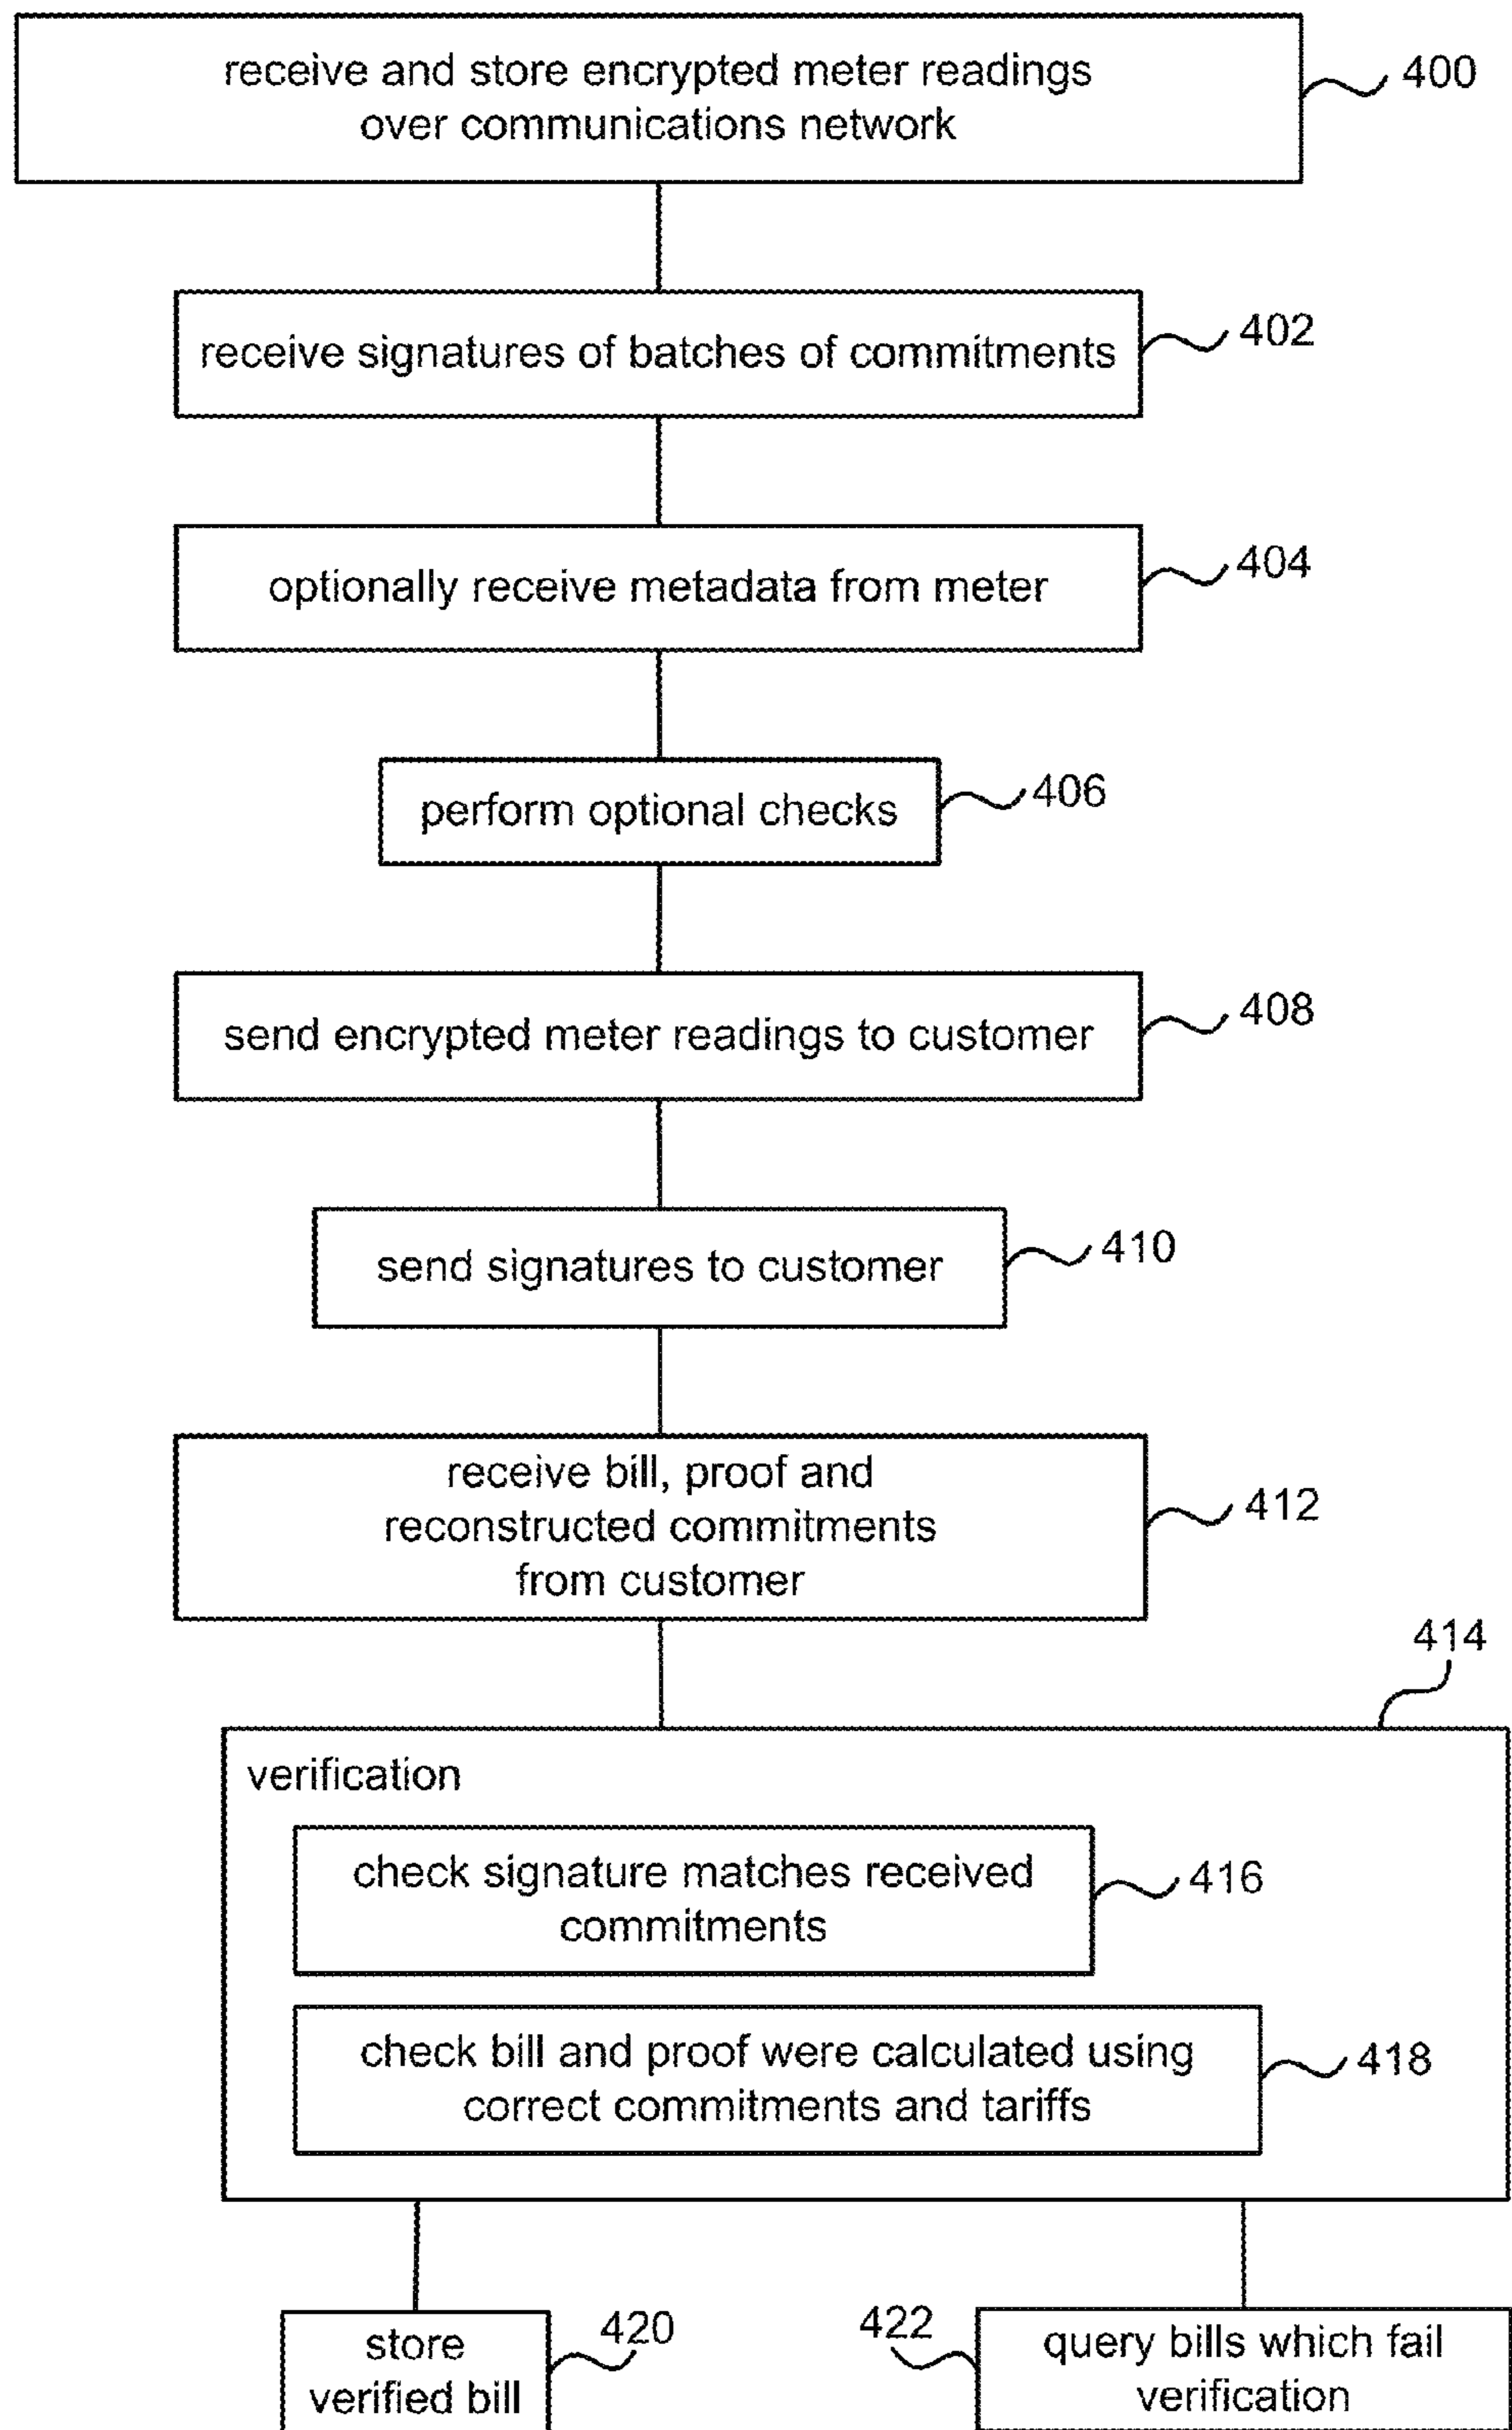 receive and store encrypted meter readings
over communications network
400
receive signatures of batches of commitments
402
optionally receive metadata from meter
404
perform optional checks
406
send encrypted meter readings to customer
408
send signatures to customer
410
receive bill, proof and
reconstructed commitments
from customer
412
414
verification
check signature matches received
commitments
416
check bill and proof were calculated using
correct commitments and tariffs
418
store
verified bill
420
422
query bills which fail
verification